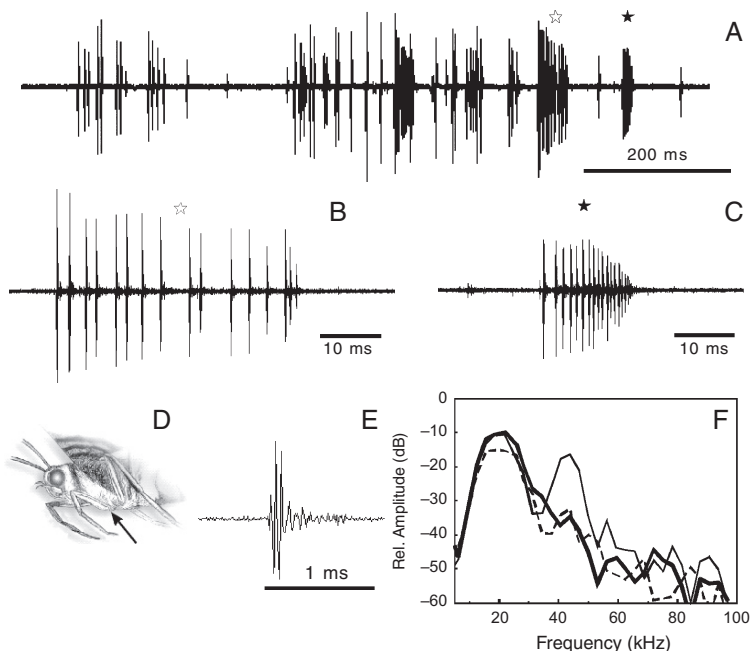 A
200 ms
B
10 ms
C
10 ms
D
E
1 ms
F
0
–10
–20
–30
–40
–50
–60
Rel. Amplitude (dB)
20
40
60
80
100
Frequency (kHz)